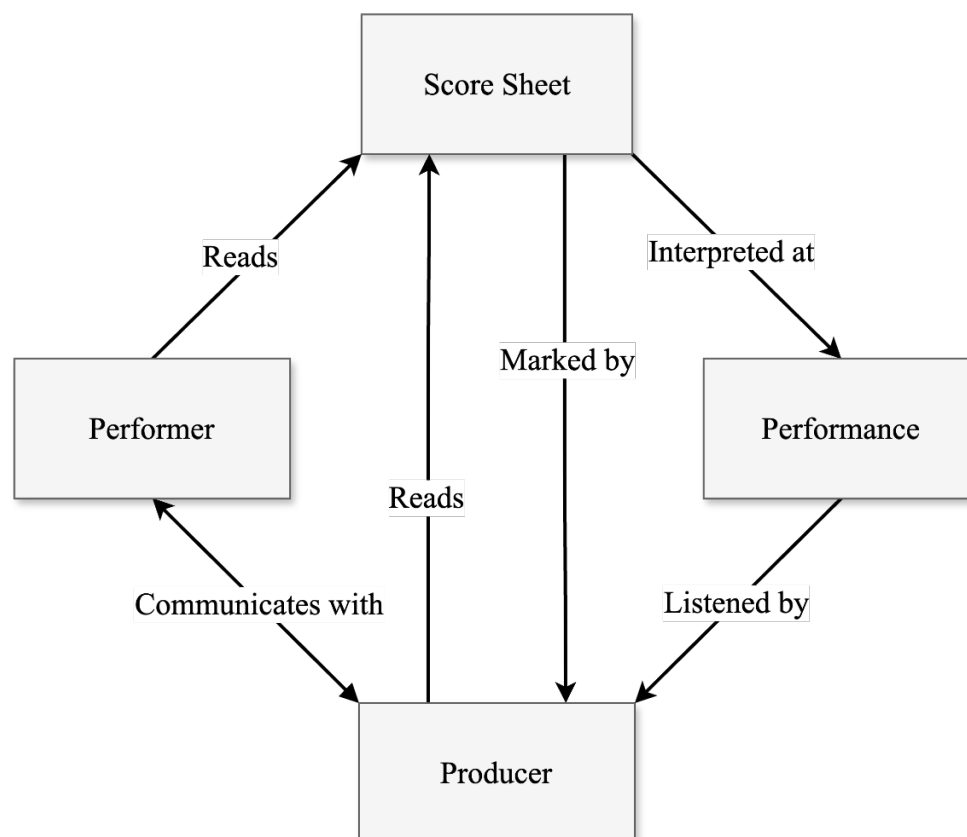 Score Sheet
Reads
Interpreted at
Marked by
Performer
Performance
Reads
Communicates with
Listened by
Producer